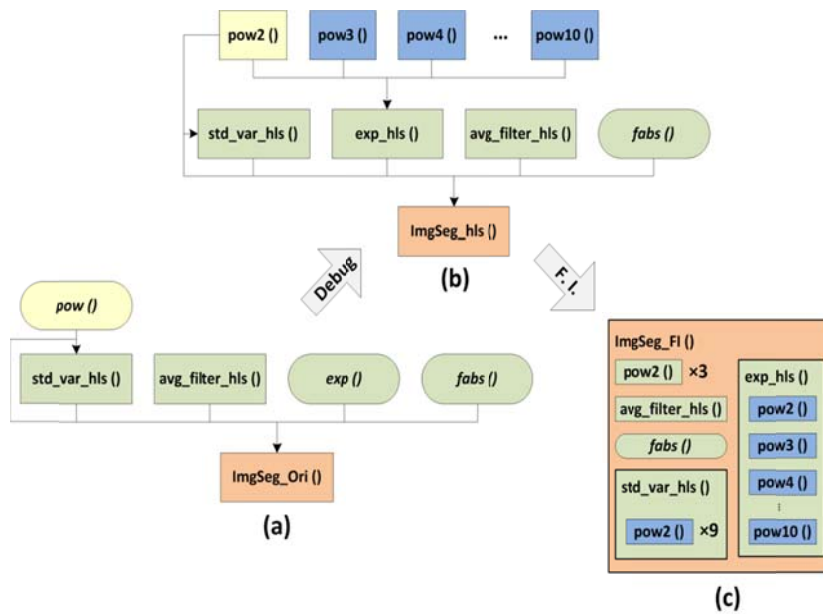 pow2 () pow3 () pow4 () ... pow10 ()
std_var_hls () exp_hls () avg_filter_hls () fabs ()
ImgSeg_hls ()
(b)
Debug
F. I.
pow ()
std_var_hls () avg_filter_hls () exp () fabs ()
ImgSeg_Ori ()
(a)
ImgSeg_FI ()
pow2 () ×3
avg_filter_hls ()
fabs ()
std_var_hls ()
pow2 () ×9
exp_hls ()
pow2 ()
pow3 ()
pow4 ()
...
pow10 ()
(c)